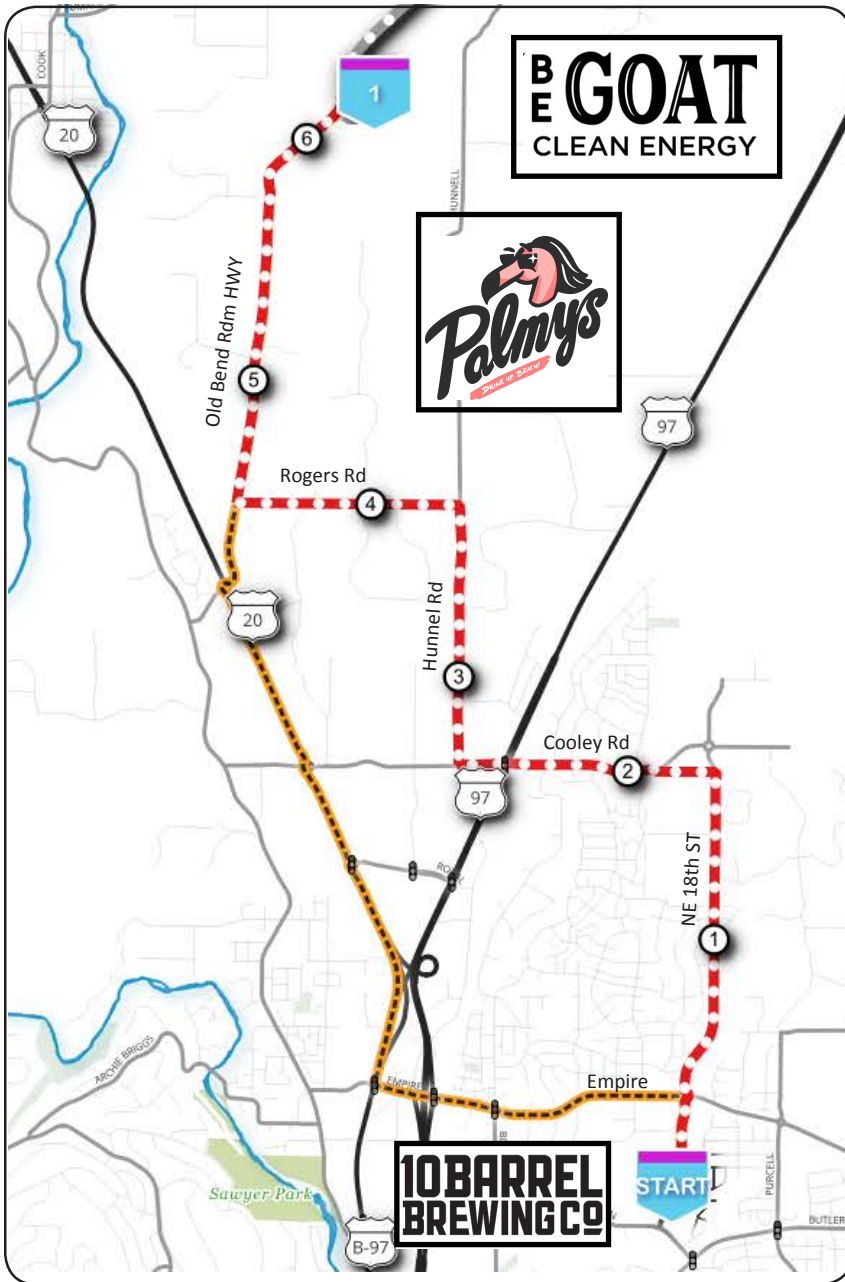 COOK
20
1
6
B
E
GOAT
CLEAN ENERGY
HUNNELL
Palmys
DRINK UP, BEACH!
Old Bend Rdm HWY
5
97
Rogers Rd
4
20
Hunnel Rd
3
Cooley Rd
2
97
NE 18th ST
1
ARCHIE BRIGGS
EMPIRE
Empire
10 BARREL
BREWING CO
START
PURCELL
Sawyer Park
BUTLER
B-97